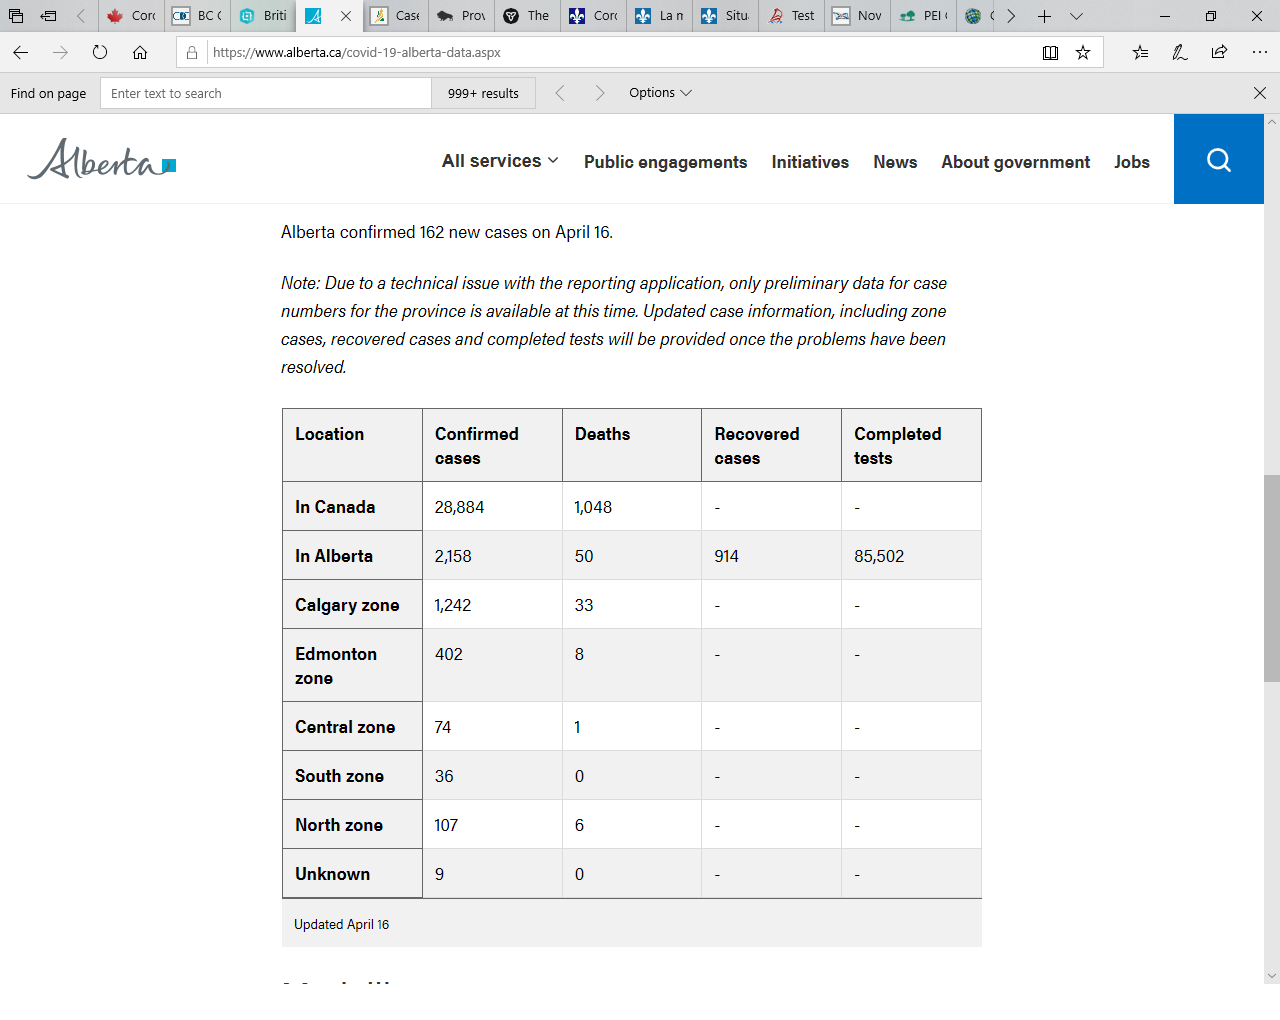 Corc
BC C
Briti
Case
Prov
The
Corc
La n
Situ
Test
Nov
PEI
https://www.alberta.ca/covid-19-alberta-data.aspx
Find on page
Enter text to search
999+ results
Options
Alberta
All services
Public engagements
Initiatives
News
About government
Jobs
Alberta confirmed 162 new cases on April 16.
Note: Due to a technical issue with the reporting application, only preliminary data for case
numbers for the province is available at this time. Updated case information, including zone
cases, recovered cases and completed tests will be provided once the problems have been
resolved.
Location Confirmed cases Deaths Recovered cases Completed tests
In Canada 28,884 1,048 - -
In Alberta 2,158 50 914 85,502
Calgary zone 1,242 33 - -
Edmonton zone 402 8 - -
Central zone 74 1 - -
South zone 36 0 - -
North zone 107 6 - -
Unknown 9 0 - -
Updated April 16